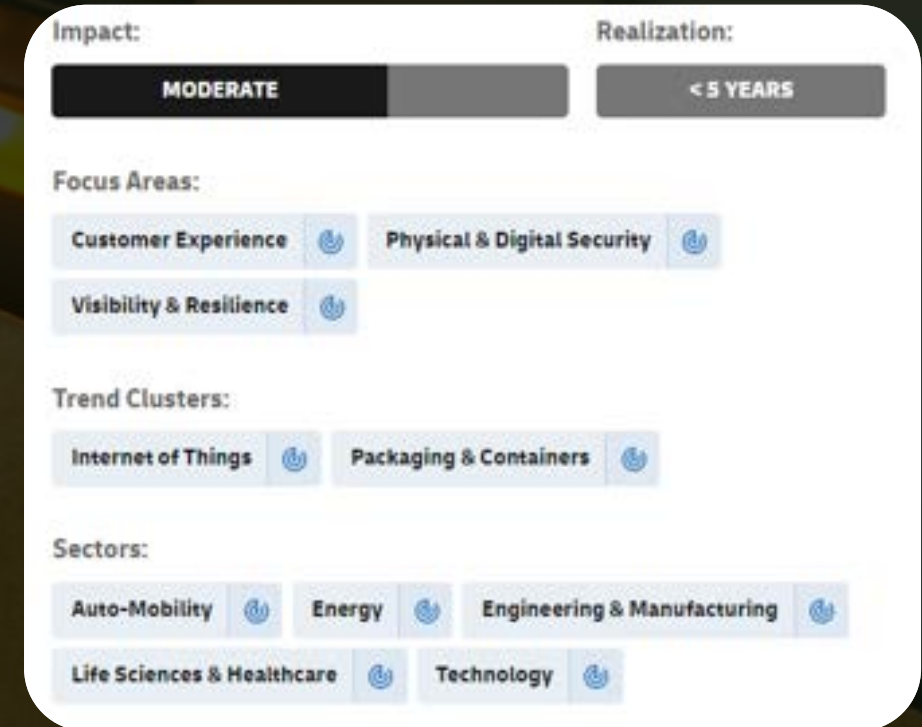 Impact: Realization:
MODERATE < 5 YEARS
Focus Areas:
Customer Experience Physical & Digital Security
Visibility & Resilience
Trend Clusters:
Internet of Things Packaging & Containers
Sectors:
Auto-Mobility Energy Engineering & Manufacturing
Life Sciences & Healthcare Technology